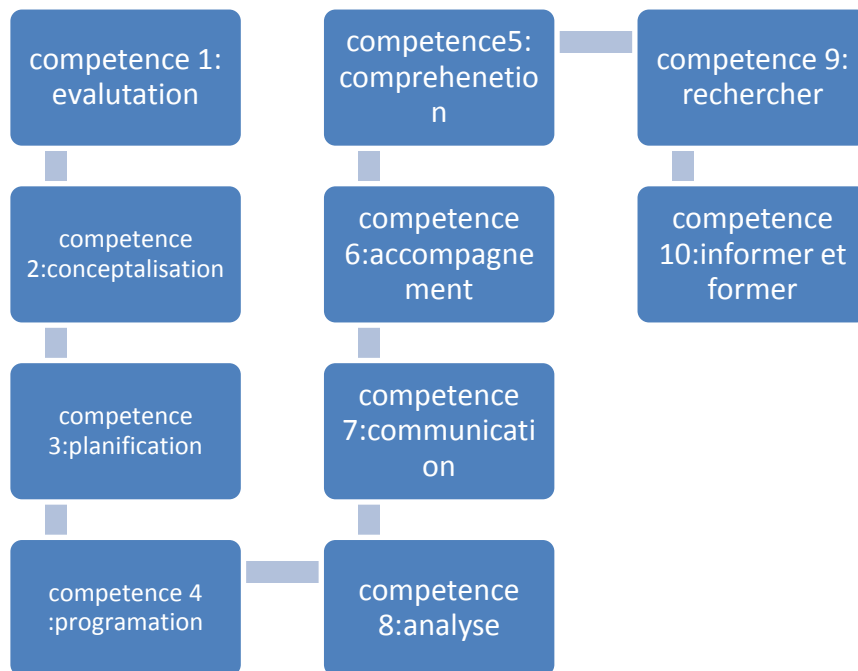 competence 1:
evalutation
competence
2:conceptalisation
competence
3:planification
competence 4
:programation
competence5:
comprehenetio
n
competence
6:accompagne
ment
competence
7:communicati
on
competence
8:analyse
competence 9:
rechercher
competence
10:informer et
former